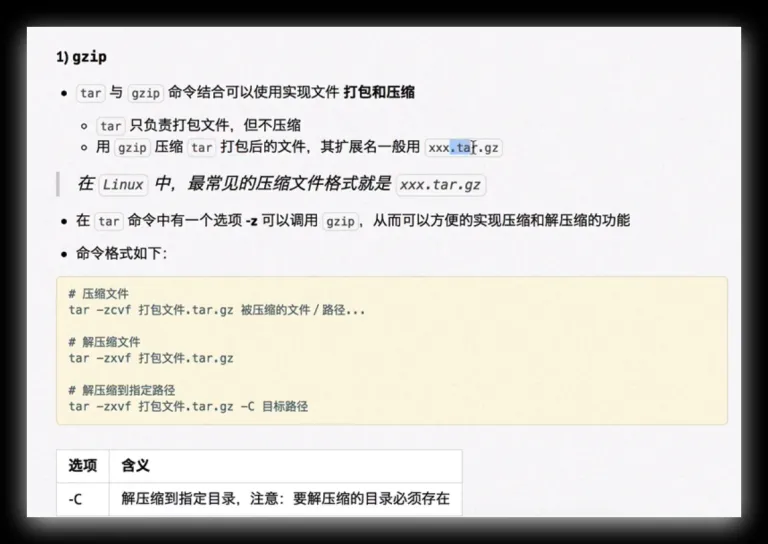 1) gzip
• tar 与 gzip 命令结合可以使用实现文件 打包和压缩
◦ tar 只负责打包文件，但不压缩
◦ 用 gzip 压缩 tar 打包后的文件，其扩展名一般用 xxx.tar.gz
在 Linux 中，最常见的压缩文件格式就是 xxx.tar.gz
• 在 tar 命令中有一个选项 -z 可以调用 gzip，从而可以方便的实现压缩和解压缩的功能
• 命令格式如下：
# 压缩文件
tar -zcvf 打包文件.tar.gz 被压缩的文件／路径...
# 解压缩文件
tar -zxvf 打包文件.tar.gz
# 解压缩到指定路径
tar -zxvf 打包文件.tar.gz -C 目标路径
选项 含义
-C 解压缩到指定目录，注意：要解压缩的目录必须存在